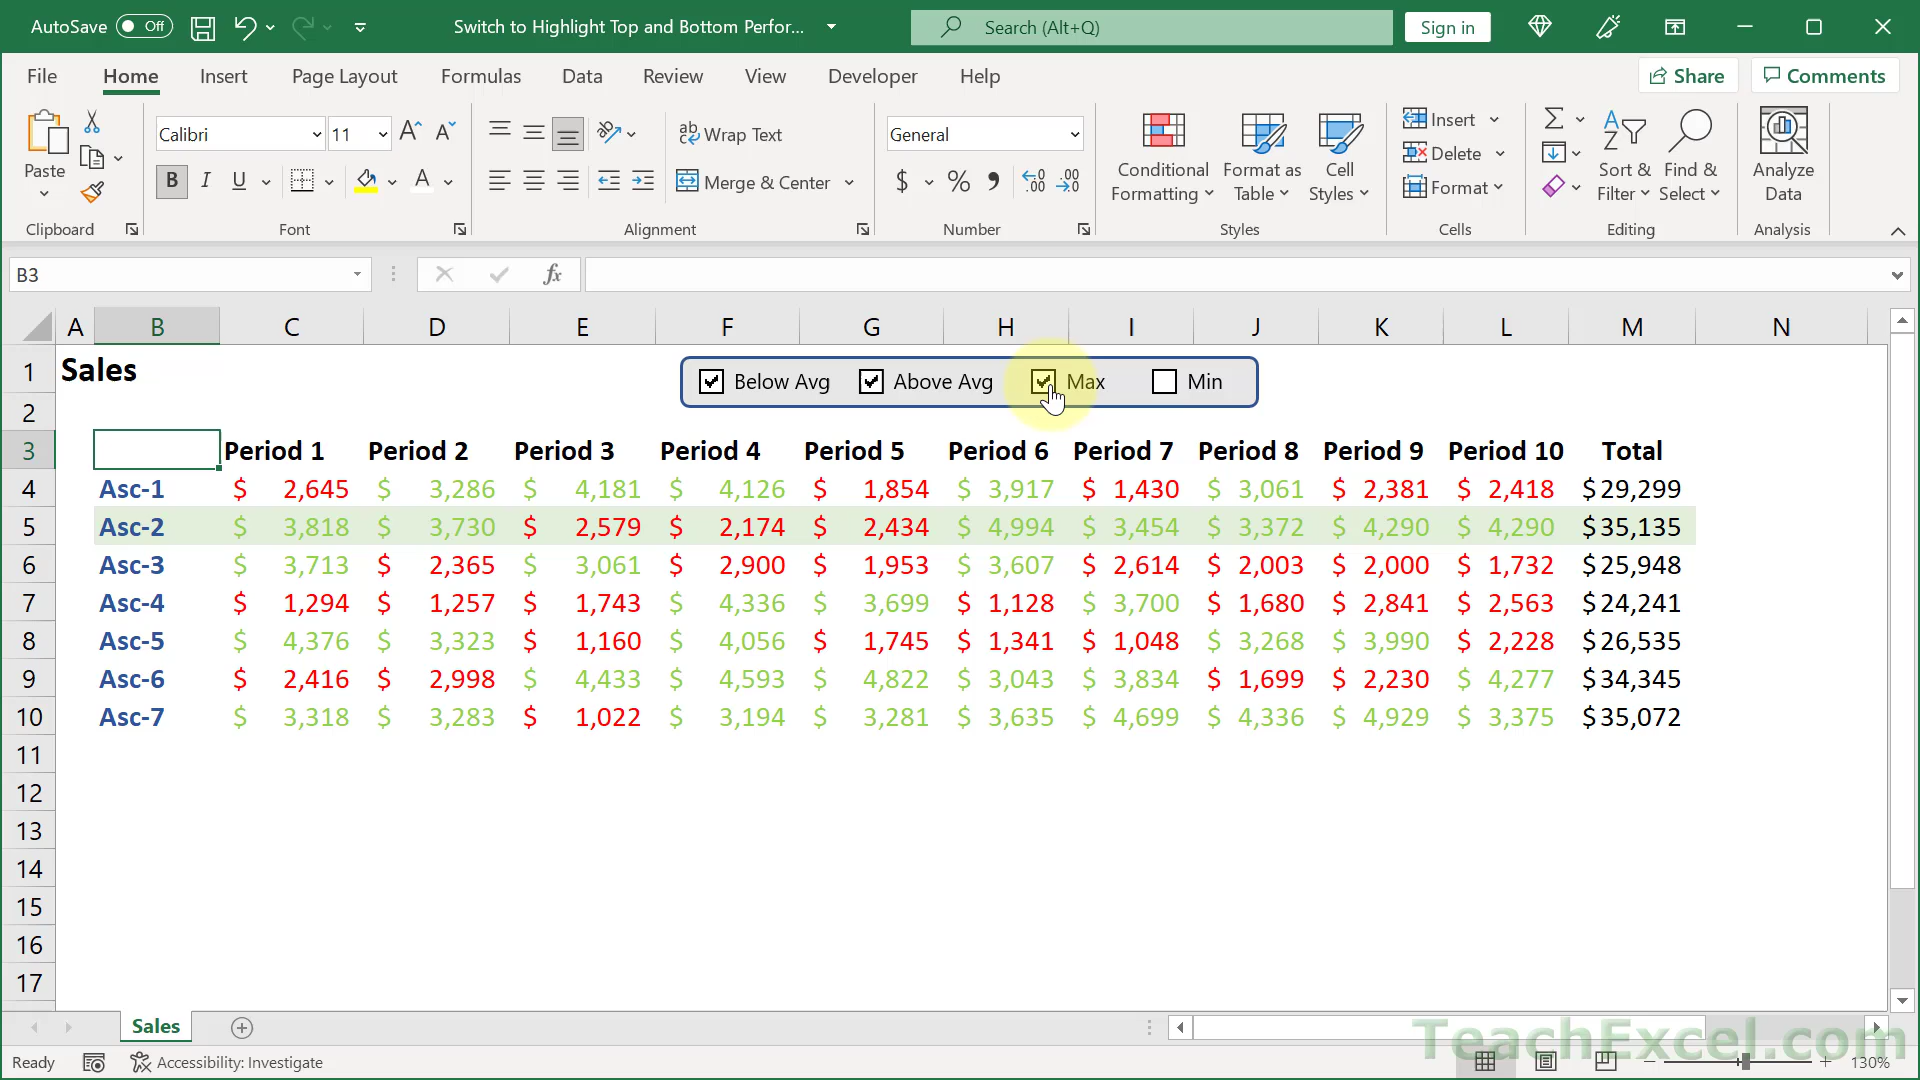 AutoSave Off Switch to Highlight Top and Bottom Perfor... Search (Alt+Q) Sign in
File Home Insert Page Layout Formulas Data Review View Developer Help Share Comments
Paste Calibri 11 ab Wrap Text General Conditional Formatting Format as Table Cell Styles Insert Delete Format Sort & Filter Find & Select Analyze Data
B I U A Merge & Center $ % 9 .00 .00
Clipboard Font Alignment Number Styles Cells Editing Analysis
B3 fx
A B C D E F G H I J K L M N
1 Sales Below Avg Above Avg Max Min
2
3 Period 1 Period 2 Period 3 Period 4 Period 5 Period 6 Period 7 Period 8 Period 9 Period 10 Total
4 Asc-1 $ 2,645 $ 3,286 $ 4,181 $ 4,126 $ 1,854 $ 3,917 $ 1,430 $ 3,061 $ 2,381 $ 2,418 $29,299
5 Asc-2 $ 3,818 $ 3,730 $ 2,579 $ 2,174 $ 2,434 $ 4,994 $ 3,454 $ 3,372 $ 4,290 $ 4,290 $35,135
6 Asc-3 $ 3,713 $ 2,365 $ 3,061 $ 2,900 $ 1,953 $ 3,607 $ 2,614 $ 2,003 $ 2,000 $ 1,732 $25,948
7 Asc-4 $ 1,294 $ 1,257 $ 1,743 $ 4,336 $ 3,699 $ 1,128 $ 3,700 $ 1,680 $ 2,841 $ 2,563 $24,241
8 Asc-5 $ 4,376 $ 3,323 $ 1,160 $ 4,056 $ 1,745 $ 1,341 $ 1,048 $ 3,268 $ 3,990 $ 2,228 $26,535
9 Asc-6 $ 2,416 $ 2,998 $ 4,433 $ 4,593 $ 4,822 $ 3,043 $ 3,834 $ 1,699 $ 2,230 $ 4,277 $34,345
10 Asc-7 $ 3,318 $ 3,283 $ 1,022 $ 3,194 $ 3,281 $ 3,635 $ 4,699 $ 4,336 $ 4,929 $ 3,375 $35,072
11
12
13
14
15
16
17
Sales
TeachExcel.com
Ready Accessibility: Investigate 130%